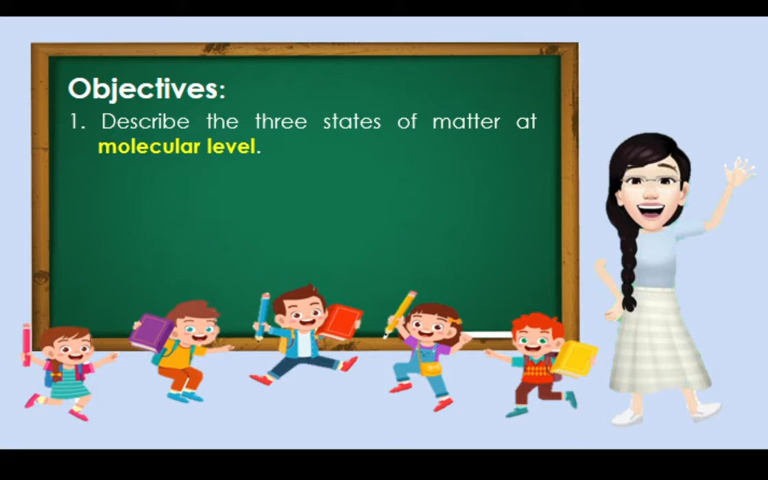 Objectives:
1. Describe the three states of matter at
molecular level.